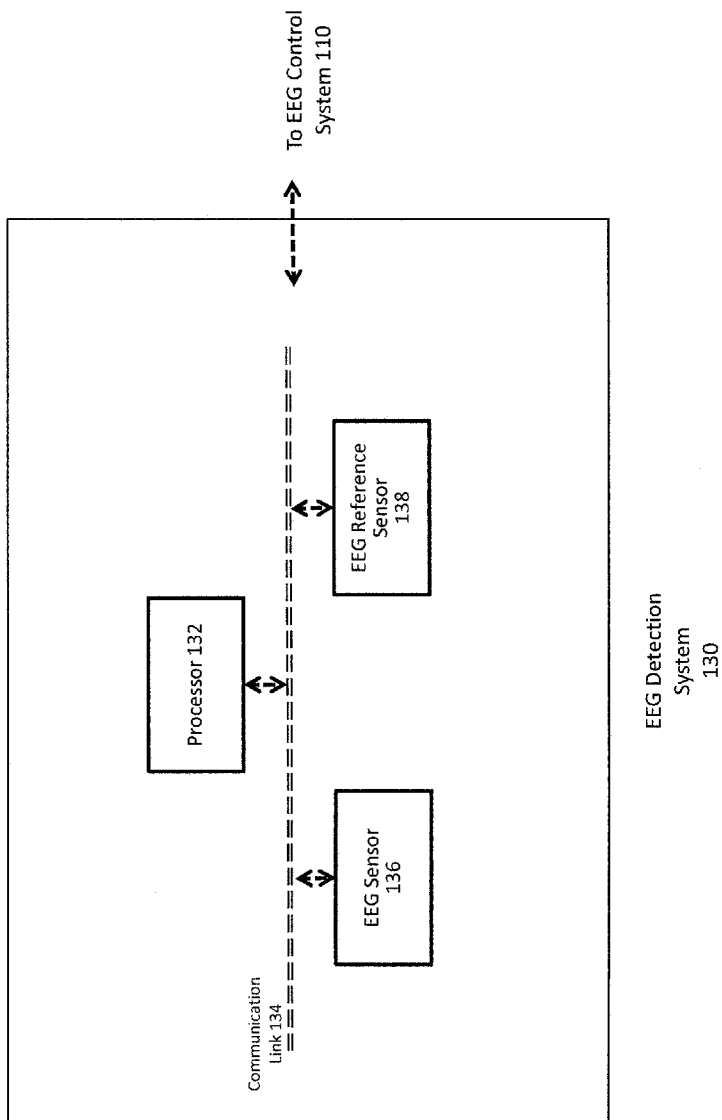 To EEG Control
System 110
Processor 132
EEG Reference
Sensor
138
EEG Sensor
136
Communication
Link 134
EEG Detection
System
130